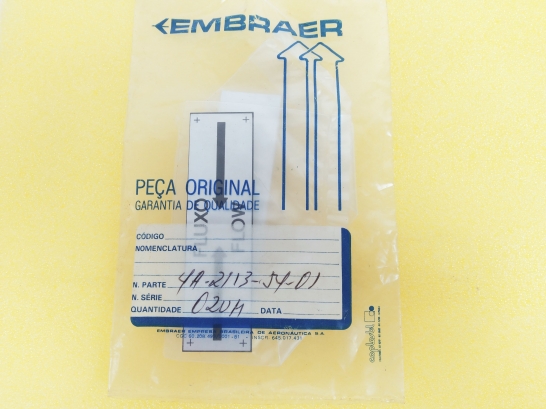 EMBRAER
PEÇA ORIGINAL
GARANTIA DE QUALIDADE
FLUXO
FLOW
CÓDIGO
NOMENCLATURA
N. PARTE 4A-2113-54-01
N. SÉRIE
QUANTIDADE 020A DATA
EMBRAER EMPRESA BRASILEIRA DE AERONÁUTICA S.A.